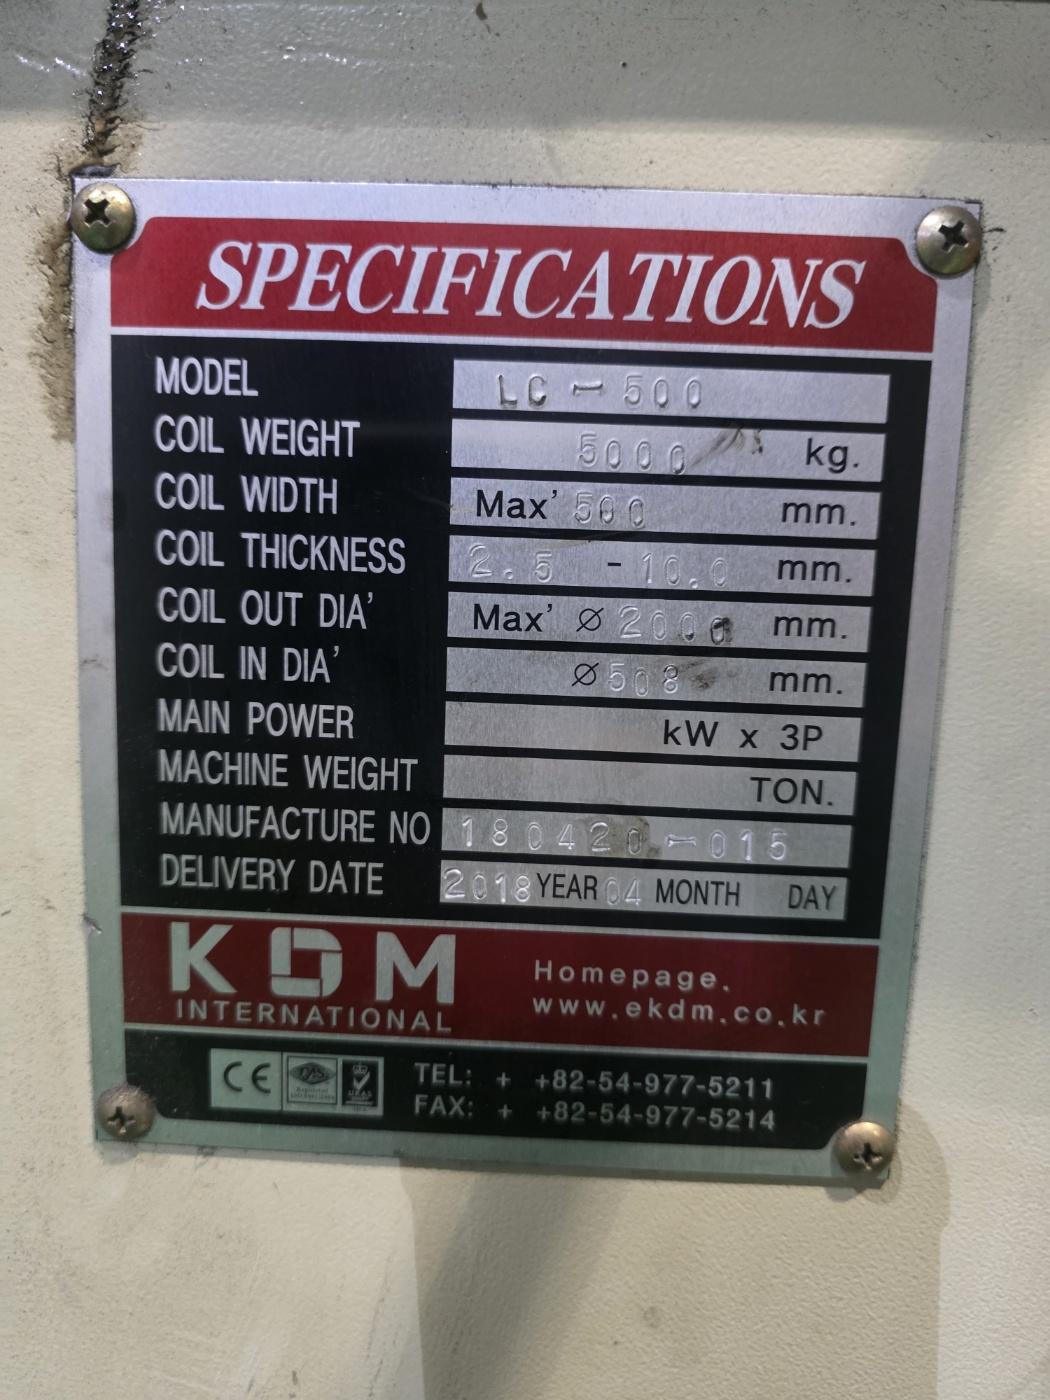 SPECIFICATIONS
MODEL LC-500
COIL WEIGHT 5000 kg.
COIL WIDTH Max' 500 mm.
COIL THICKNESS 2.5 -10.0 mm.
COIL OUT DIA' Max' ∅2000 mm.
COIL IN DIA' ∅508 mm.
MAIN POWER kW x 3P
MACHINE WEIGHT TON.
MANUFACTURE NO 180420-015
DELIVERY DATE 2018 YEAR 04 MONTH DAY
KDM
INTERNATIONAL
Homepage.
www.ekdm.co.kr
CE
TEL: + +82-54-977-5211
FAX: + +82-54-977-5214